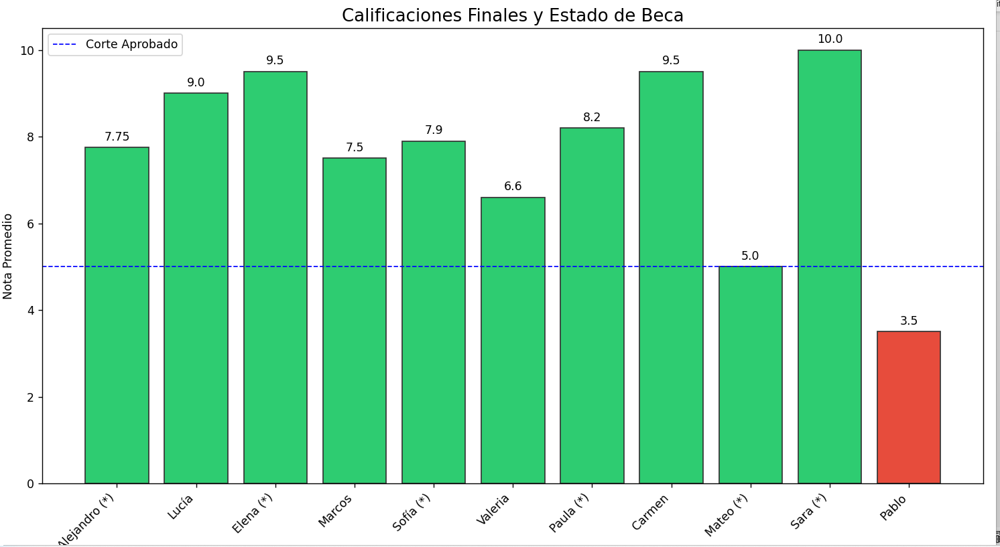 Calificaciones Finales y Estado de Beca
Corte Aprobado
Nota Promedio
10
8
6
4
2
0
7.75
9.0
9.5
7.5
7.9
6.6
8.2
9.5
5.0
10.0
3.5
Alejandro (*)
Lucía
Elena (*)
Marcos
Sofía (*)
Valeria
Paula (*)
Carmen
Mateo (*)
Sara (*)
Pablo